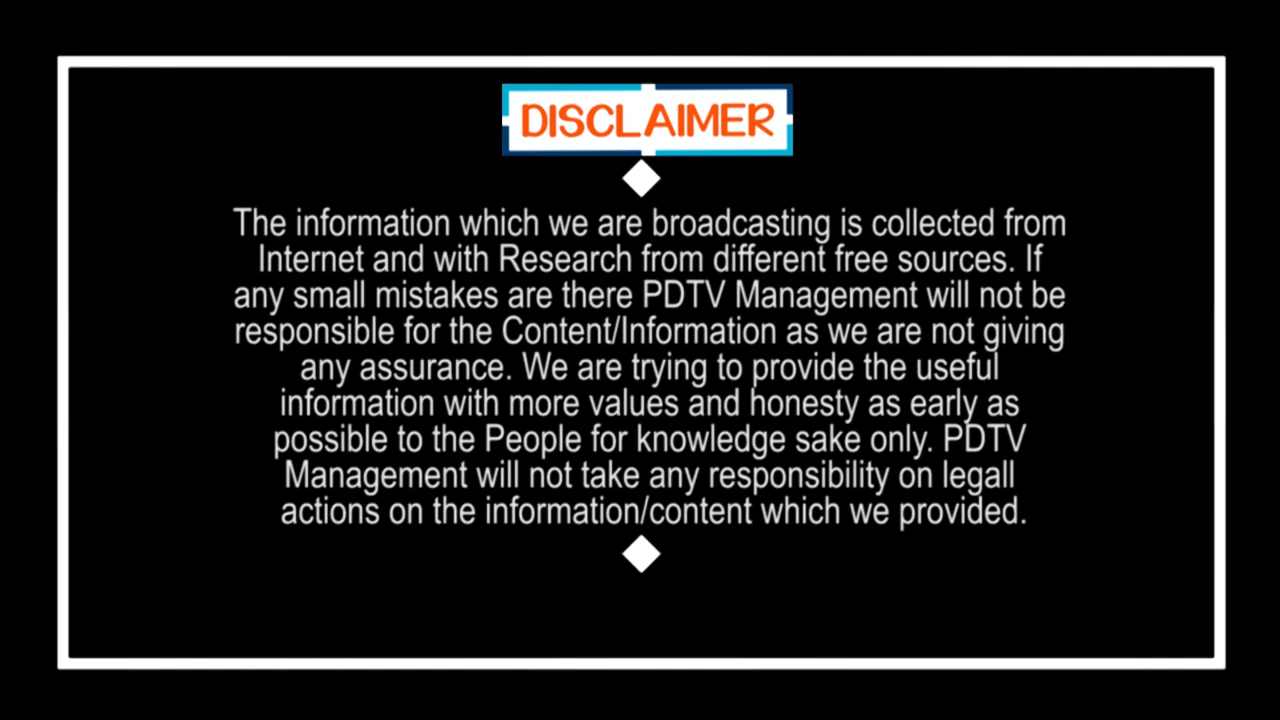 DISCLAIMER
The information which we are broadcasting is collected from
Internet and with Research from different free sources. If
any small mistakes are there PDTV Management will not be
responsible for the Content/Information as we are not giving
any assurance. We are trying to provide the useful
information with more values and honesty as early as
possible to the People for knowledge sake only. PDTV
Management will not take any responsibility on legall
actions on the information/content which we provided.